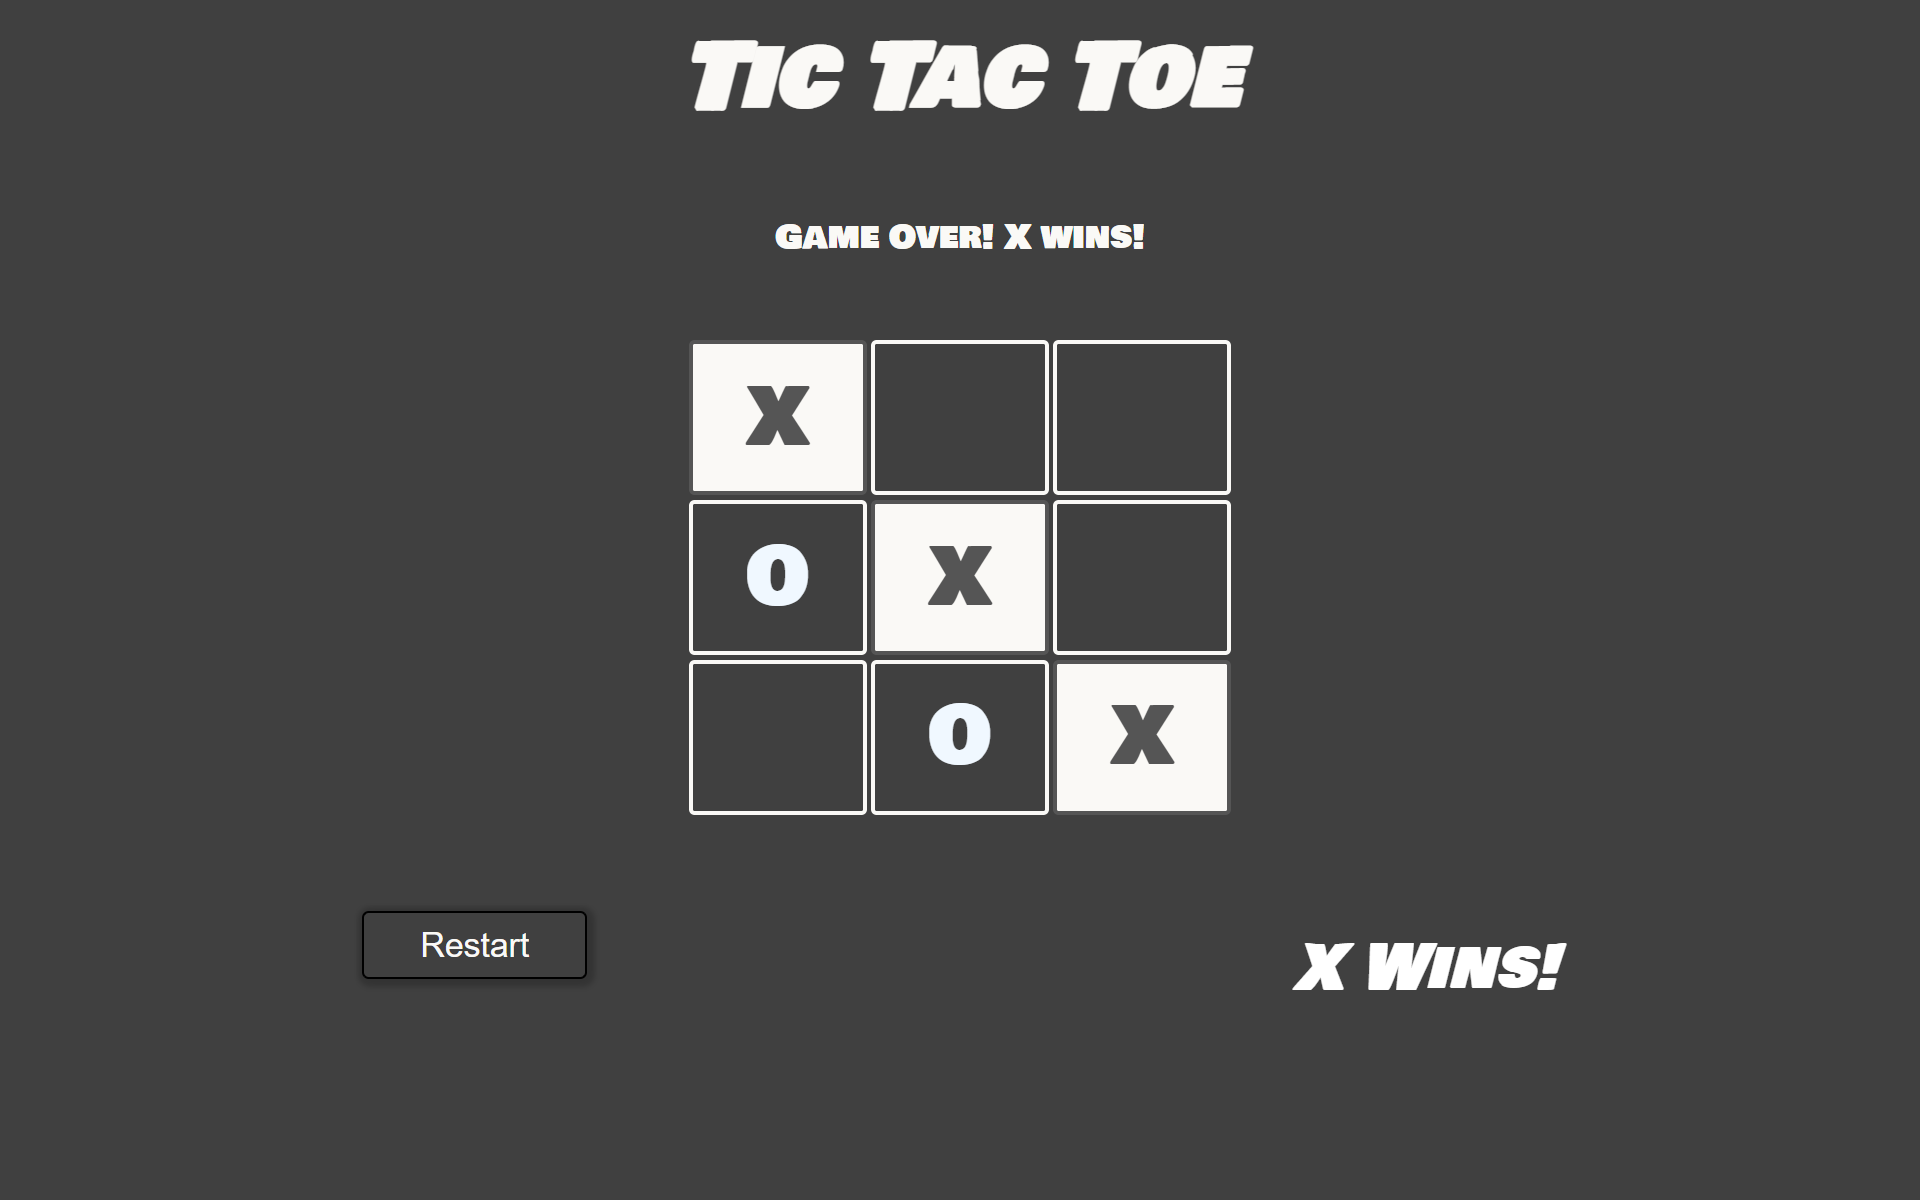 Tic Tac Toe
Game Over! X wins!
X
O X
O X
Restart
X Wins!